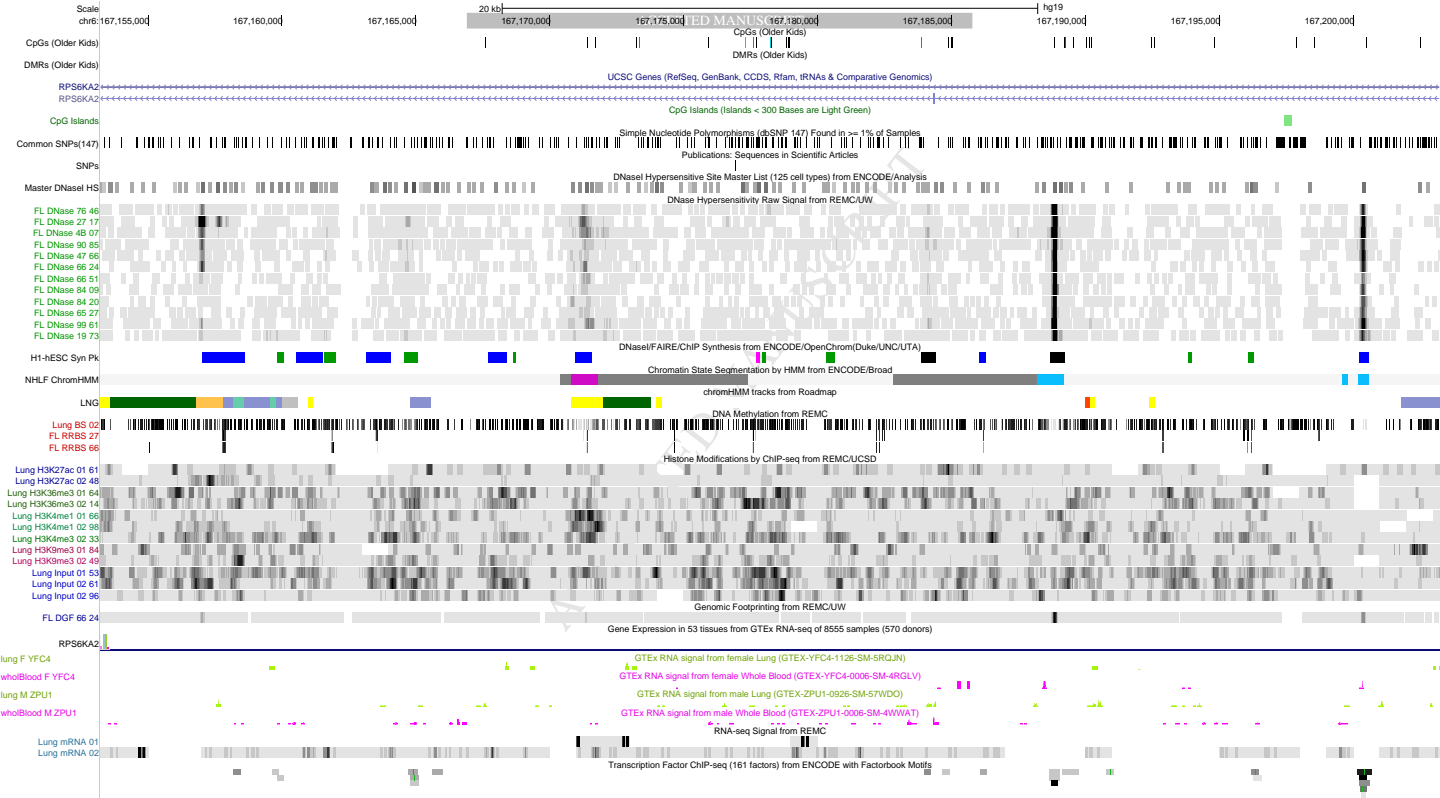 Scale 20 kb hg19
chr6: 167,155,000 167,160,000 167,165,000 167,170,000 167,175,000 167,180,000 167,185,000 167,190,000 167,195,000 167,200,000
CpGs (Older Kids)
CpGs (Older Kids)
DMRs (Older Kids)
DMRs (Older Kids)
UCSC Genes (RefSeq, GenBank, CCDS, Rfam, tRNAs & Comparative Genomics)
RPS6KA2
RPS6KA2
CpG Islands (Islands < 300 Bases are Light Green)
CpG Islands
Simple Nucleotide Polymorphisms (dbSNP 147) Found in >= 1% of Samples
Common SNPs(147)
Publications: Sequences in Scientific Articles
SNPs
DNaseI Hypersensitive Site Master List (125 cell types) from ENCODE/Analysis
Master DNaseI HS
DNase Hypersensitivity Raw Signal from REMC/UW
FL DNase 76 46
FL DNase 27 17
FL DNase 4B 07
FL DNase 90 85
FL DNase 47 66
FL DNase 66 24
FL DNase 66 51
FL DNase 84 09
FL DNase 84 20
FL DNase 65 27
FL DNase 99 61
FL DNase 19 73
DNaseI/FAIRE/ChIP Synthesis from ENCODE/OpenChrom(Duke/UNC/UTA)
H1-hESC Syn Pk
Chromatin State Segmentation by HMM from ENCODE/Broad
NHLF ChromHMM
chromHMM tracks from Roadmap
LNG
DNA Methylation from REMC
Lung BS 02
FL RRBS 27
FL RRBS 66
Histone Modifications by ChIP-seq from REMC/UCSD
Lung H3K27ac 01 61
Lung H3K27ac 02 48
Lung H3K36me3 01 64
Lung H3K36me3 02 14
Lung H3K4me1 01 66
Lung H3K4me1 02 98
Lung H3K4me3 02 33
Lung H3K9me3 01 84
Lung H3K9me3 02 49
Lung Input 01 53
Lung Input 02 61
Lung Input 02 96
Genomic Footprinting from REMC/UW
FL DGF 66 24
Gene Expression in 53 tissues from GTEx RNA-seq of 8555 samples (570 donors)
RPS6KA2
GTEx RNA signal from female Lung (GTEX-YFC4-1126-SM-5RQJN)
lung F YFC4
GTEx RNA signal from female Whole Blood (GTEX-YFC4-0006-SM-4RGLV)
wholBlood F YFC4
GTEx RNA signal from male Lung (GTEX-ZPU1-0926-SM-57WDO)
lung M ZPU1
GTEx RNA signal from male Whole Blood (GTEX-ZPU1-0006-SM-4WWAT)
wholBlood M ZPU1
RNA-seq Signal from REMC
Lung mRNA 01
Lung mRNA 02
Transcription Factor ChIP-seq (161 factors) from ENCODE with Factorbook Motifs